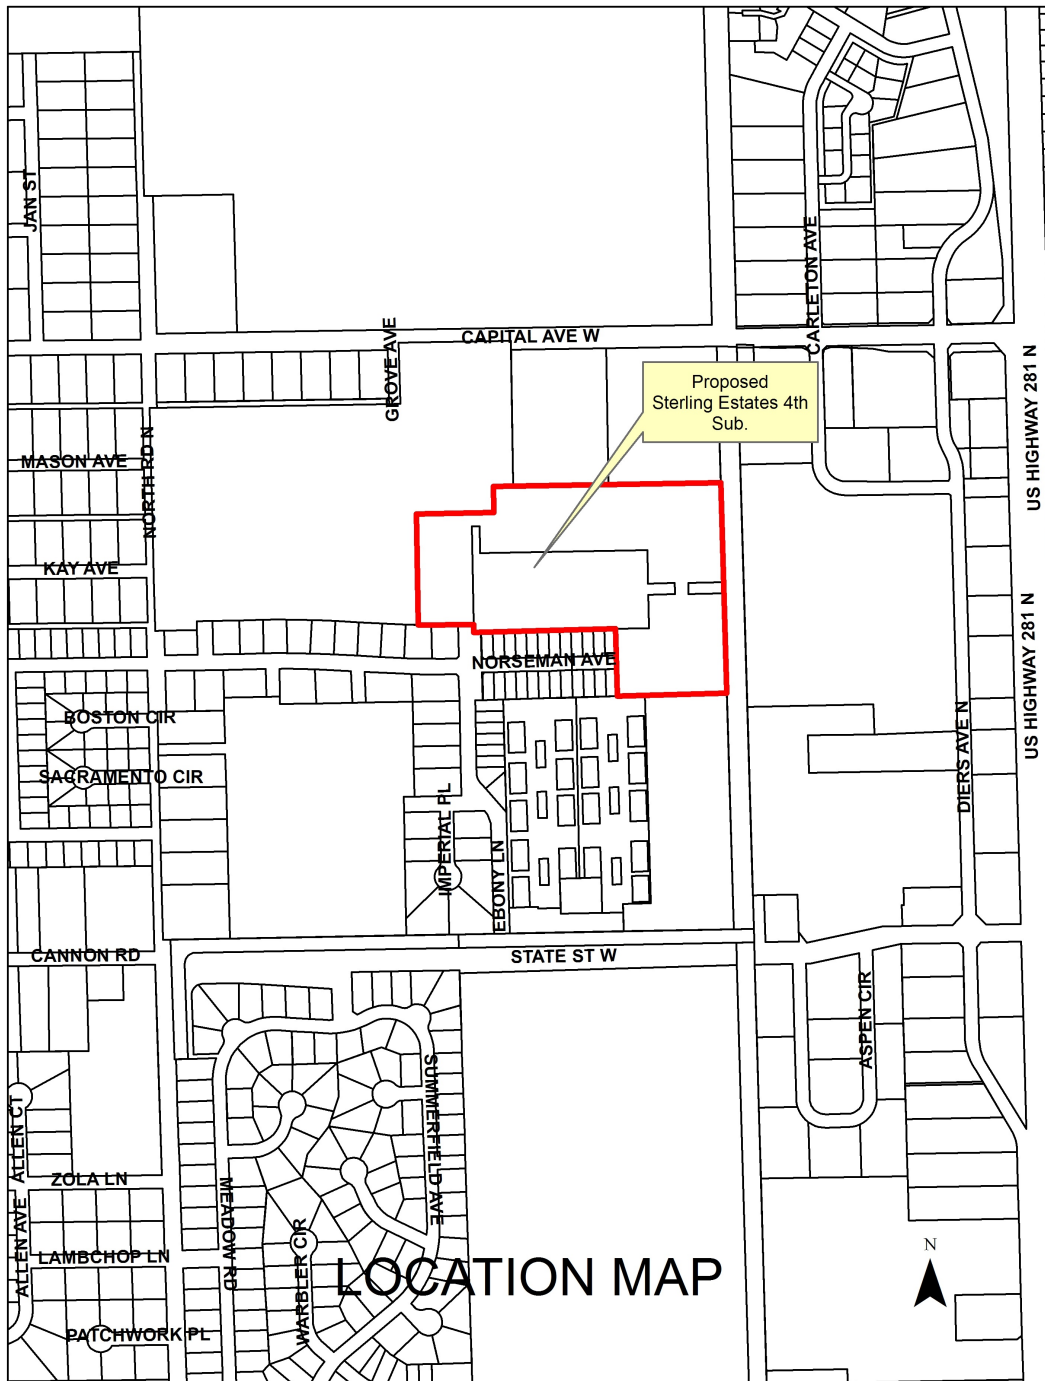 JAN ST
CARLETON AVE
GROVE AVE
CAPITAL AVE W
US HIGHWAY 281 N
Proposed
Sterling Estates 4th
Sub.
MASON AVE
NORTH RD N
KAY AVE
US HIGHWAY 281 N
NORSEMAN AVE
BOSTON CIR
SACRAMENTO CIR
DIERS AVE N
IMPERIAL PL
EBONY LN
CANNON RD
STATE ST W
ASPEN CIR
SUMMERFIELD AVE
ALLEN CT
ZOLA LN
MEADOW RD
ALLEN AVE
WARBLER CIR
LAMBCHOP LN
LOCATION MAP
N
PATCHWORK PL